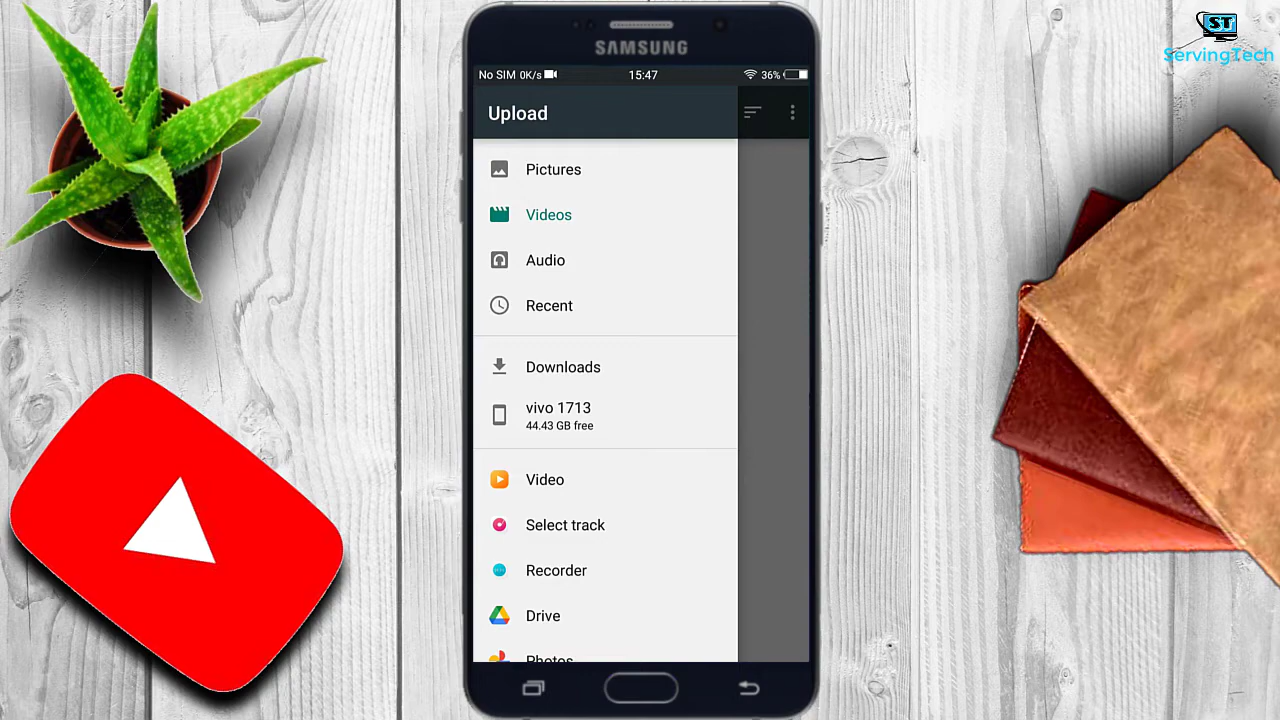 ST
ServingTech
SAMSUNG
No SIM 0K/s 15:47 36%
Upload
Pictures
Videos
Audio
Recent
Downloads
vivo 1713
44.43 GB free
Video
Select track
Recorder
Drive
Photos